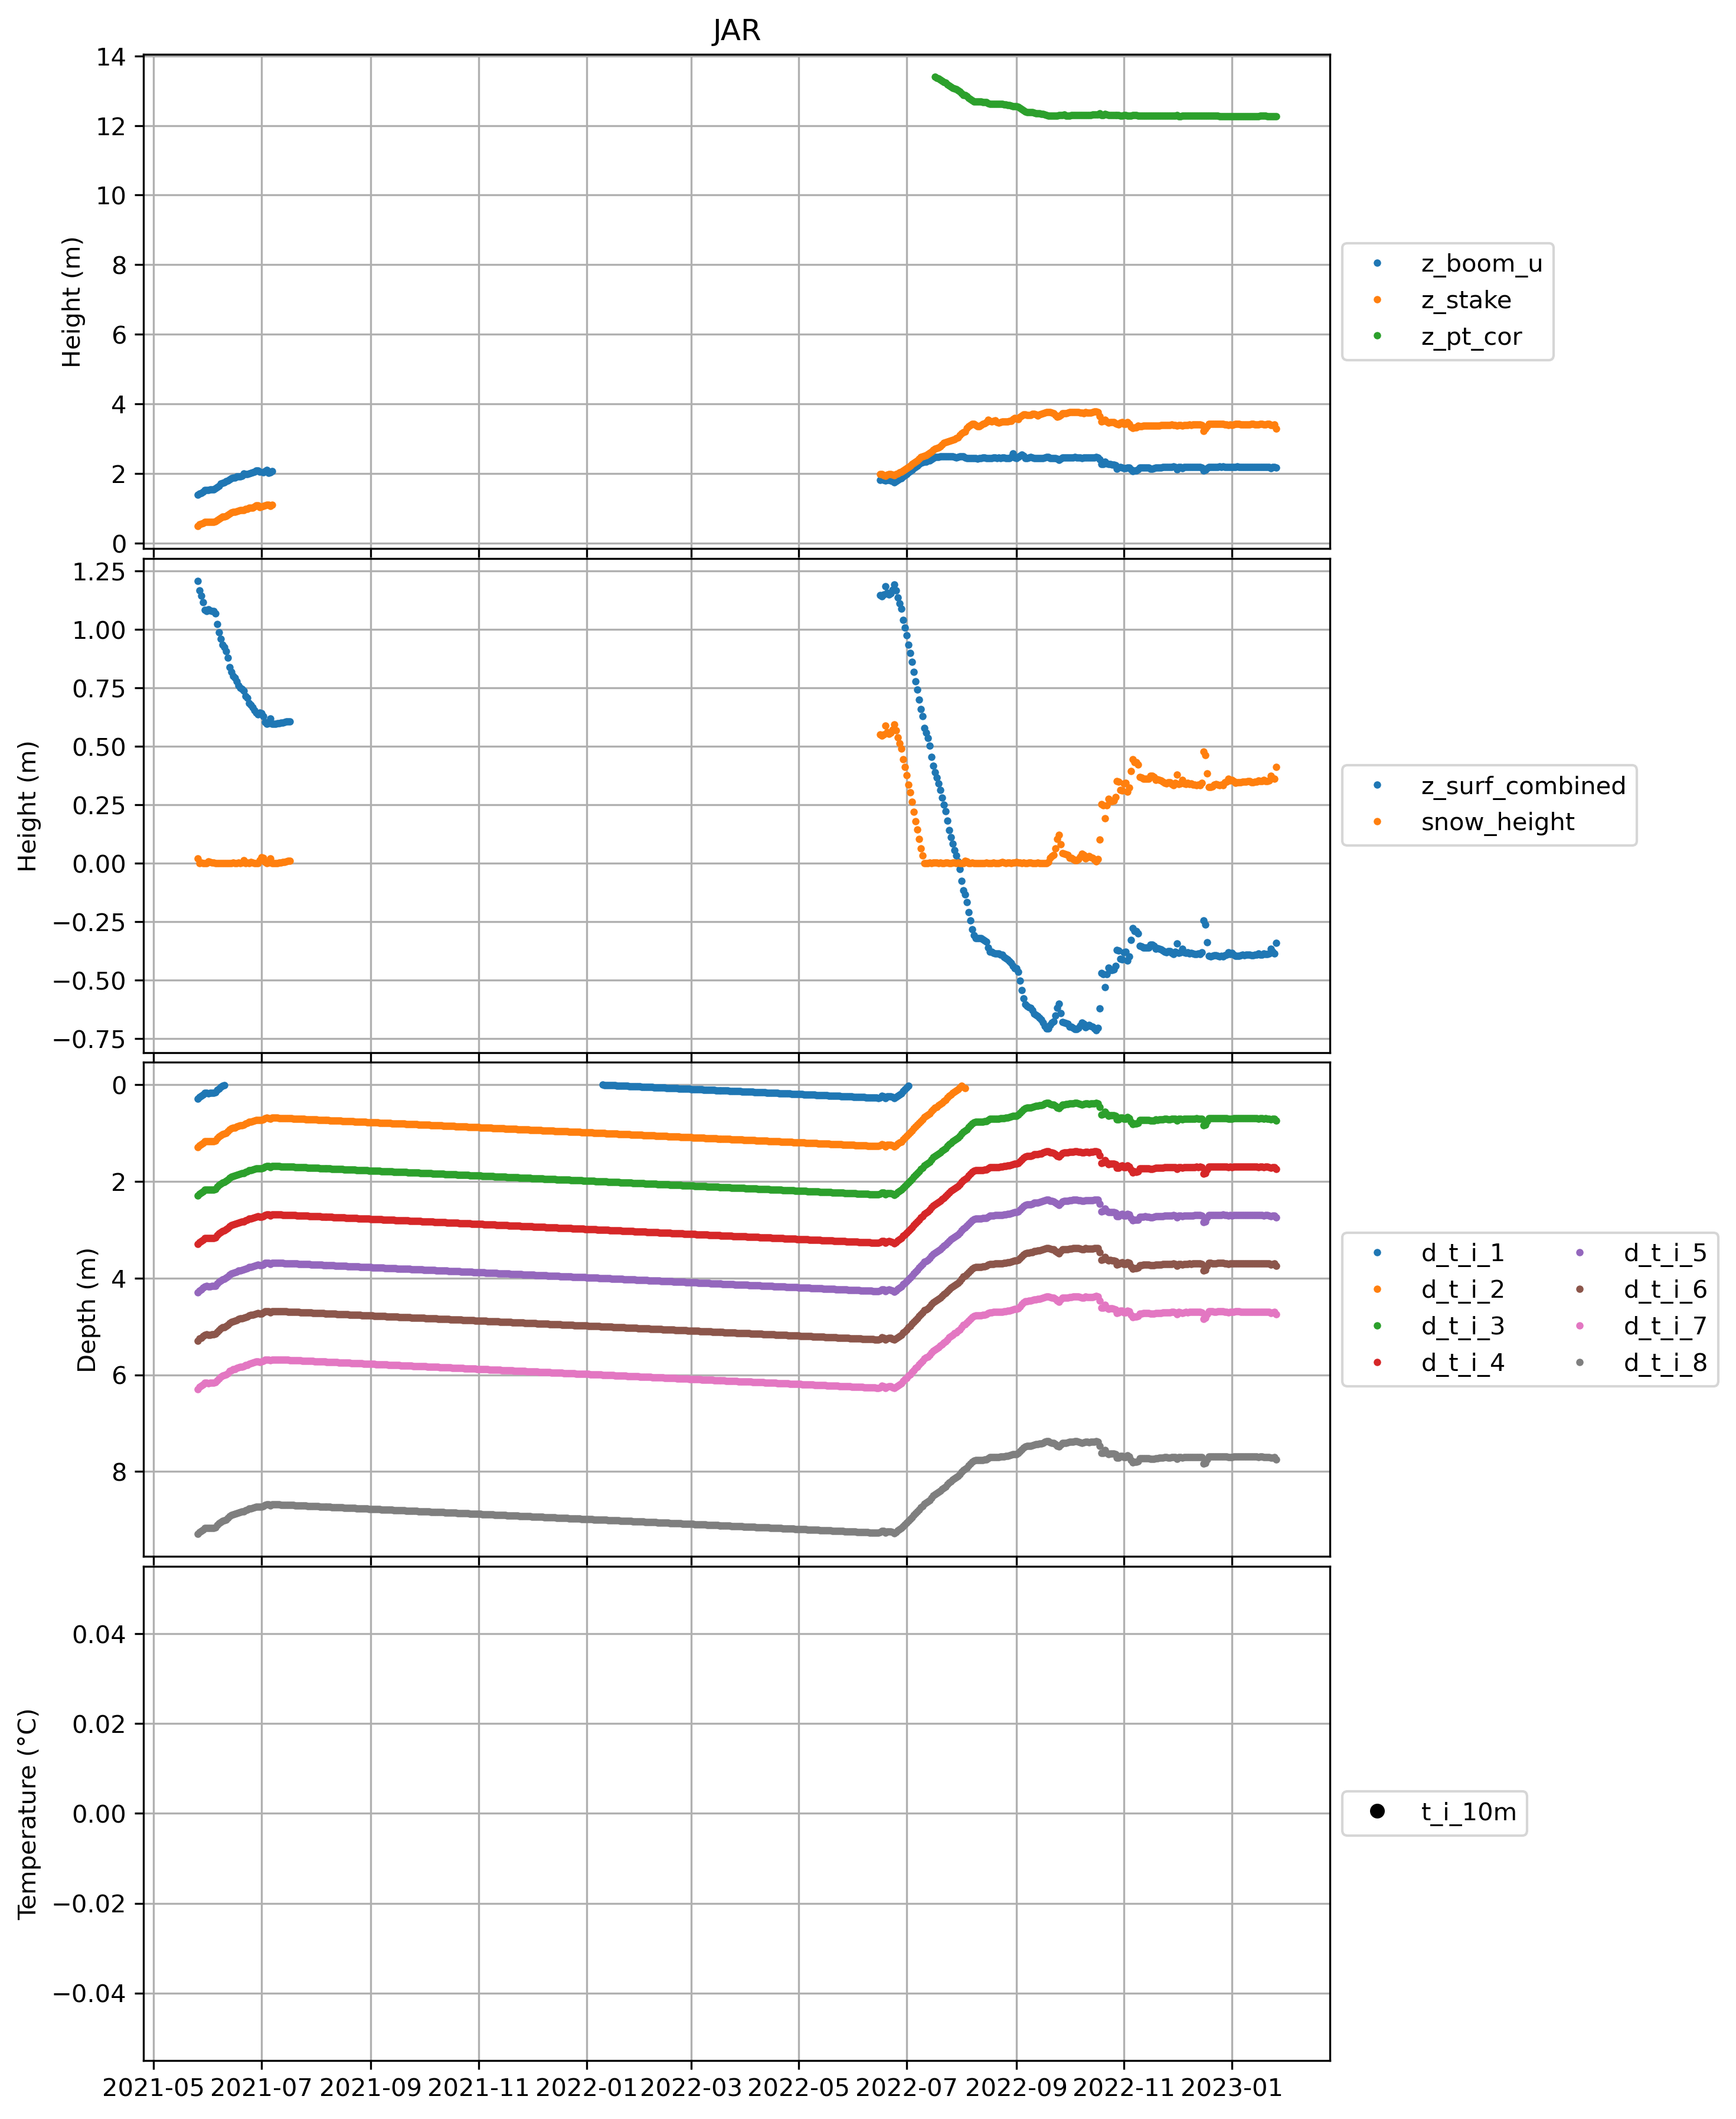 JAR
14
12
10
8
6
4
2
0
Height (m)
z_boom_u
z_stake
z_pt_cor
1.25
1.00
0.75
0.50
0.25
0.00
−0.25
−0.50
−0.75
Height (m)
z_surf_combined
snow_height
0
2
4
6
8
Depth (m)
d_t_i_1
d_t_i_2
d_t_i_3
d_t_i_4
d_t_i_5
d_t_i_6
d_t_i_7
d_t_i_8
0.04
0.02
0.00
−0.02
−0.04
Temperature (°C)
t_i_10m
2021-05 2021-07 2021-09 2021-11 2022-01 2022-03 2022-05 2022-07 2022-09 2022-11 2023-01